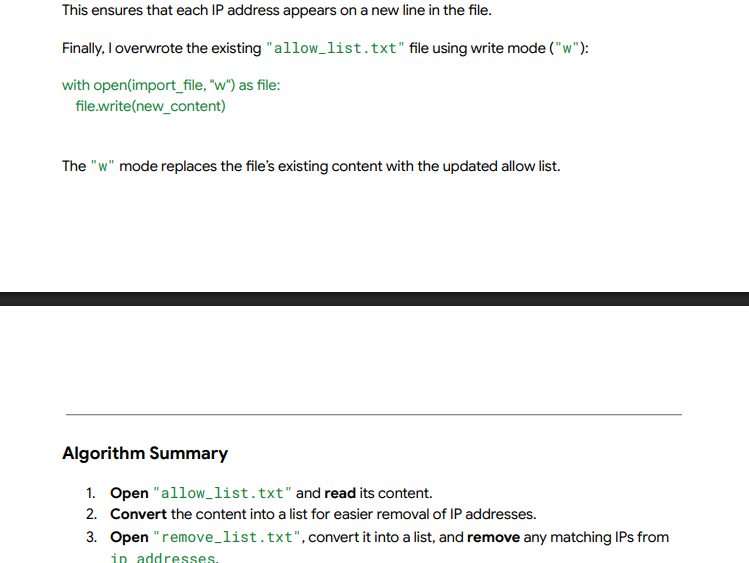 This ensures that each IP address appears on a new line in the file.
Finally, I overwrote the existing "allow_list.txt" file using write mode ("w"):
with open(import_file, "w") as file:
file.write(new_content)
The "w" mode replaces the file's existing content with the updated allow list.
Algorithm Summary
1. Open "allow_list.txt" and read its content.
2. Convert the content into a list for easier removal of IP addresses.
3. Open "remove_list.txt", convert it into a list, and remove any matching IPs from
ip_addresses.